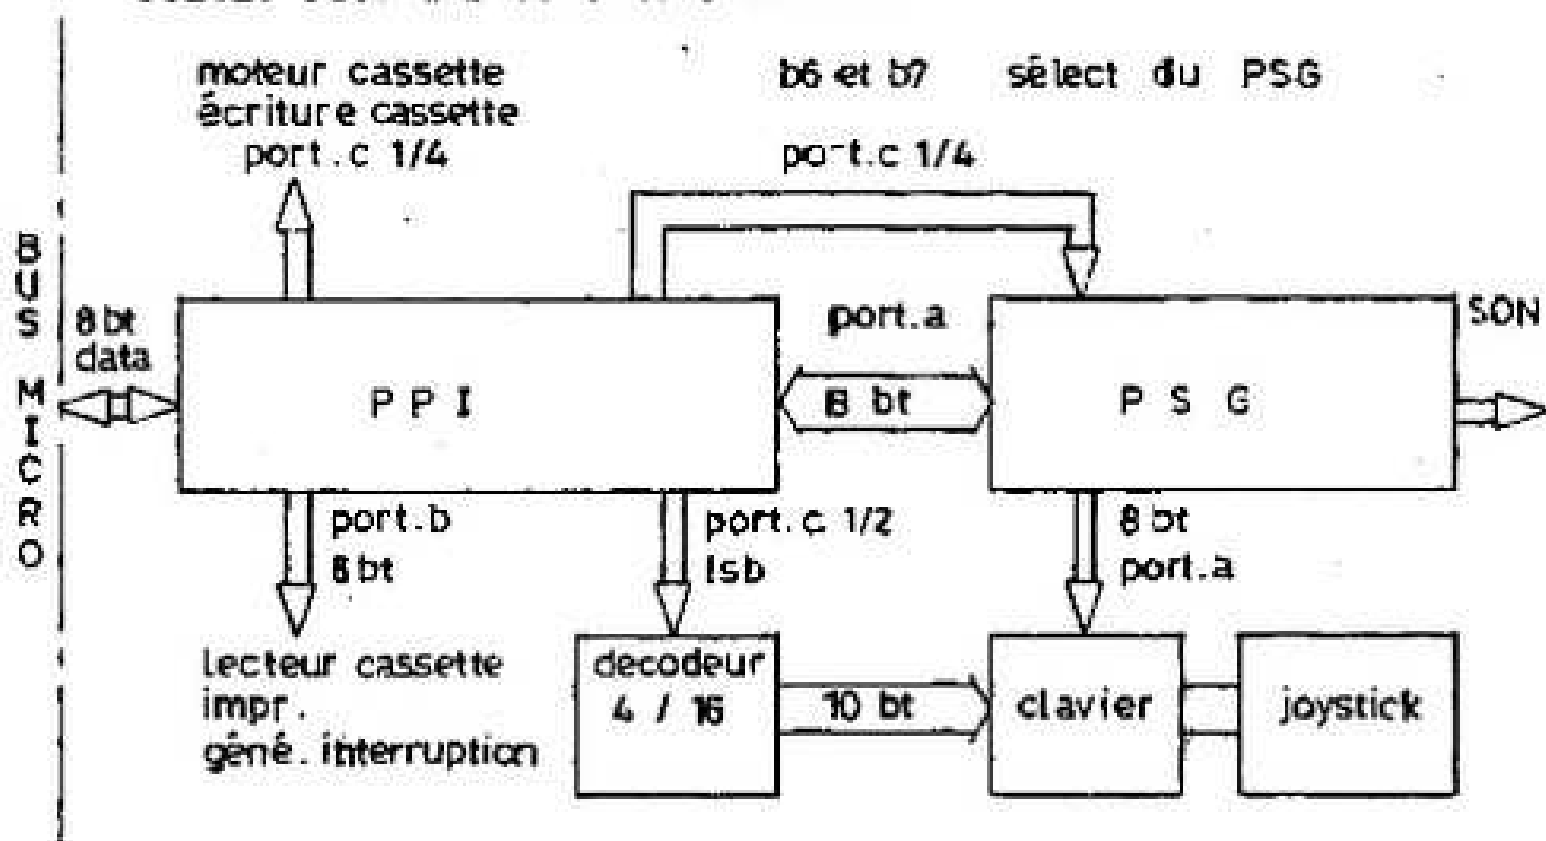 moteur cassette
écriture cassette
port.c 1/4
b6 et b7 sélect du PSG
port.c 1/4
BUS MICRO
8 bt
data
PPI
port.a
8 bt
PSG
SON
port.b
8 bt
port.c 1/2
lsb
8 bt
port.a
lecteur cassette
impr.
géné. interruption
decodeur
4 / 16
10 bt
clavier
joystick